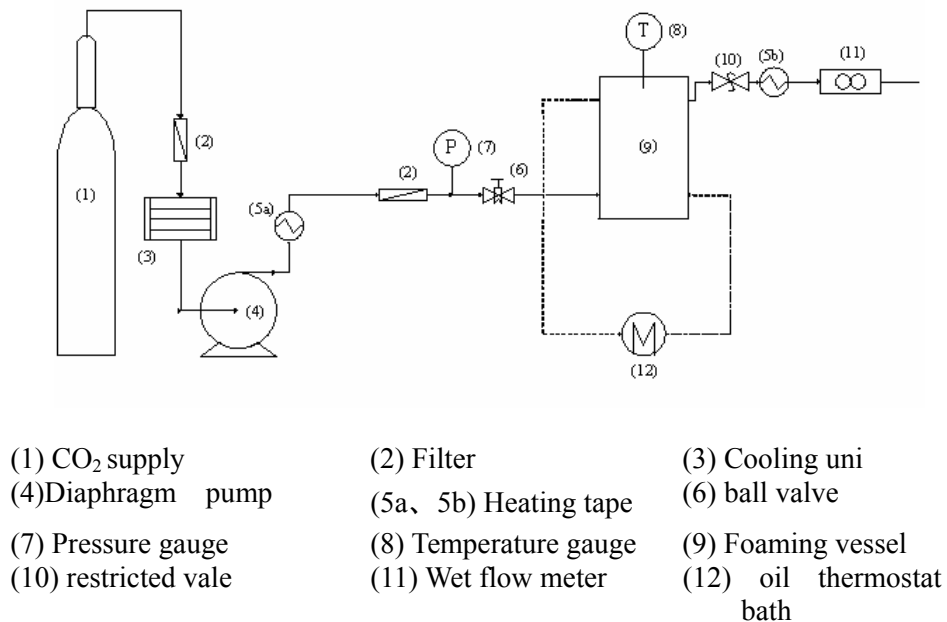 T (8)
(10) (5b) (11)
(2)
P (7)
(1)
(2) (6)
(9)
(5a)
(3)
(4)
(12)
(1) CO₂ supply (2) Filter (3) Cooling uni
(4)Diaphragm pump (5a、5b) Heating tape (6) ball valve
(7) Pressure gauge (8) Temperature gauge (9) Foaming vessel
(10) restricted vale (11) Wet flow meter (12) oil thermostat
bath